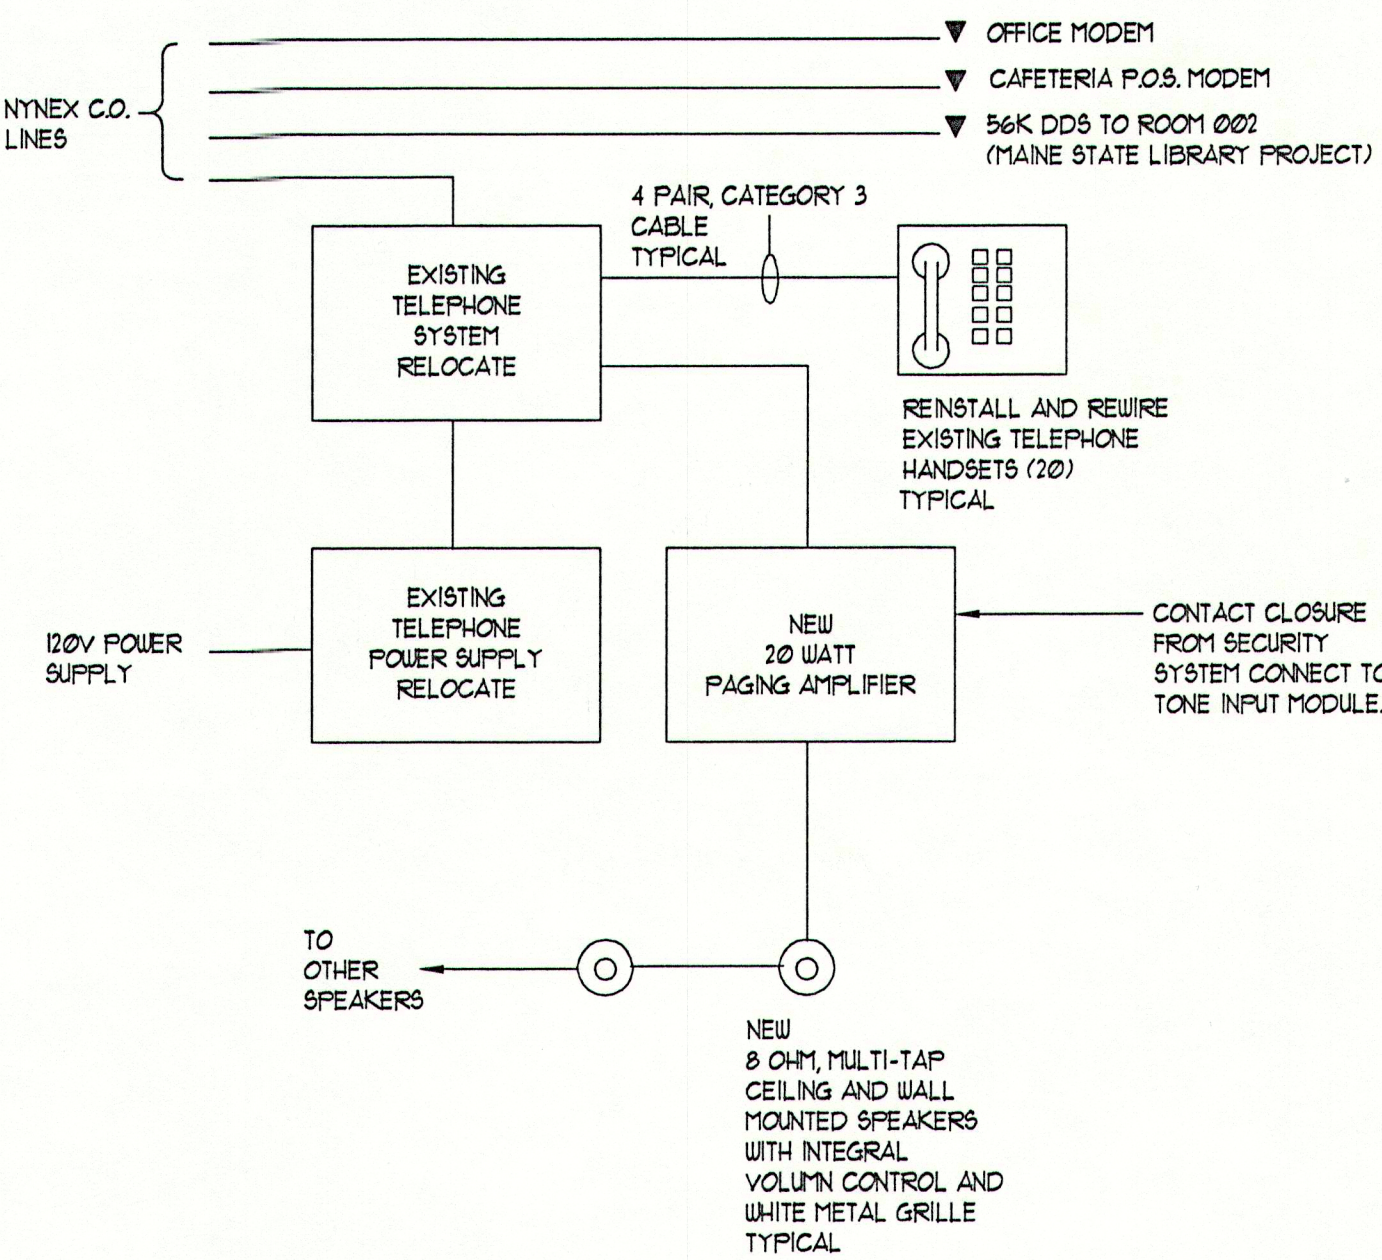 OFFICE MODEM
CAFETERIA P.O.S. MODEM
NYNEX C.O.
LINES
56K DDS TO ROOM 002
(MAINE STATE LIBRARY PROJECT)
4 PAIR, CATEGORY 3
CABLE
TYPICAL
EXISTING
TELEPHONE
SYSTEM
RELOCATE
REINSTALL AND REWIRE
EXISTING TELEPHONE
HANDSETS (20)
TYPICAL
120V POWER
SUPPLY
EXISTING
TELEPHONE
POWER SUPPLY
RELOCATE
NEW
20 WATT
PAGING AMPLIFIER
CONTACT CLOSURE
FROM SECURITY
SYSTEM CONNECT TO
TONE INPUT MODULE.
TO
OTHER
SPEAKERS
NEW
8 OHM, MULTI-TAP
CEILING AND WALL
MOUNTED SPEAKERS
WITH INTEGRAL
VOLUMN CONTROL AND
WHITE METAL GRILLE
TYPICAL